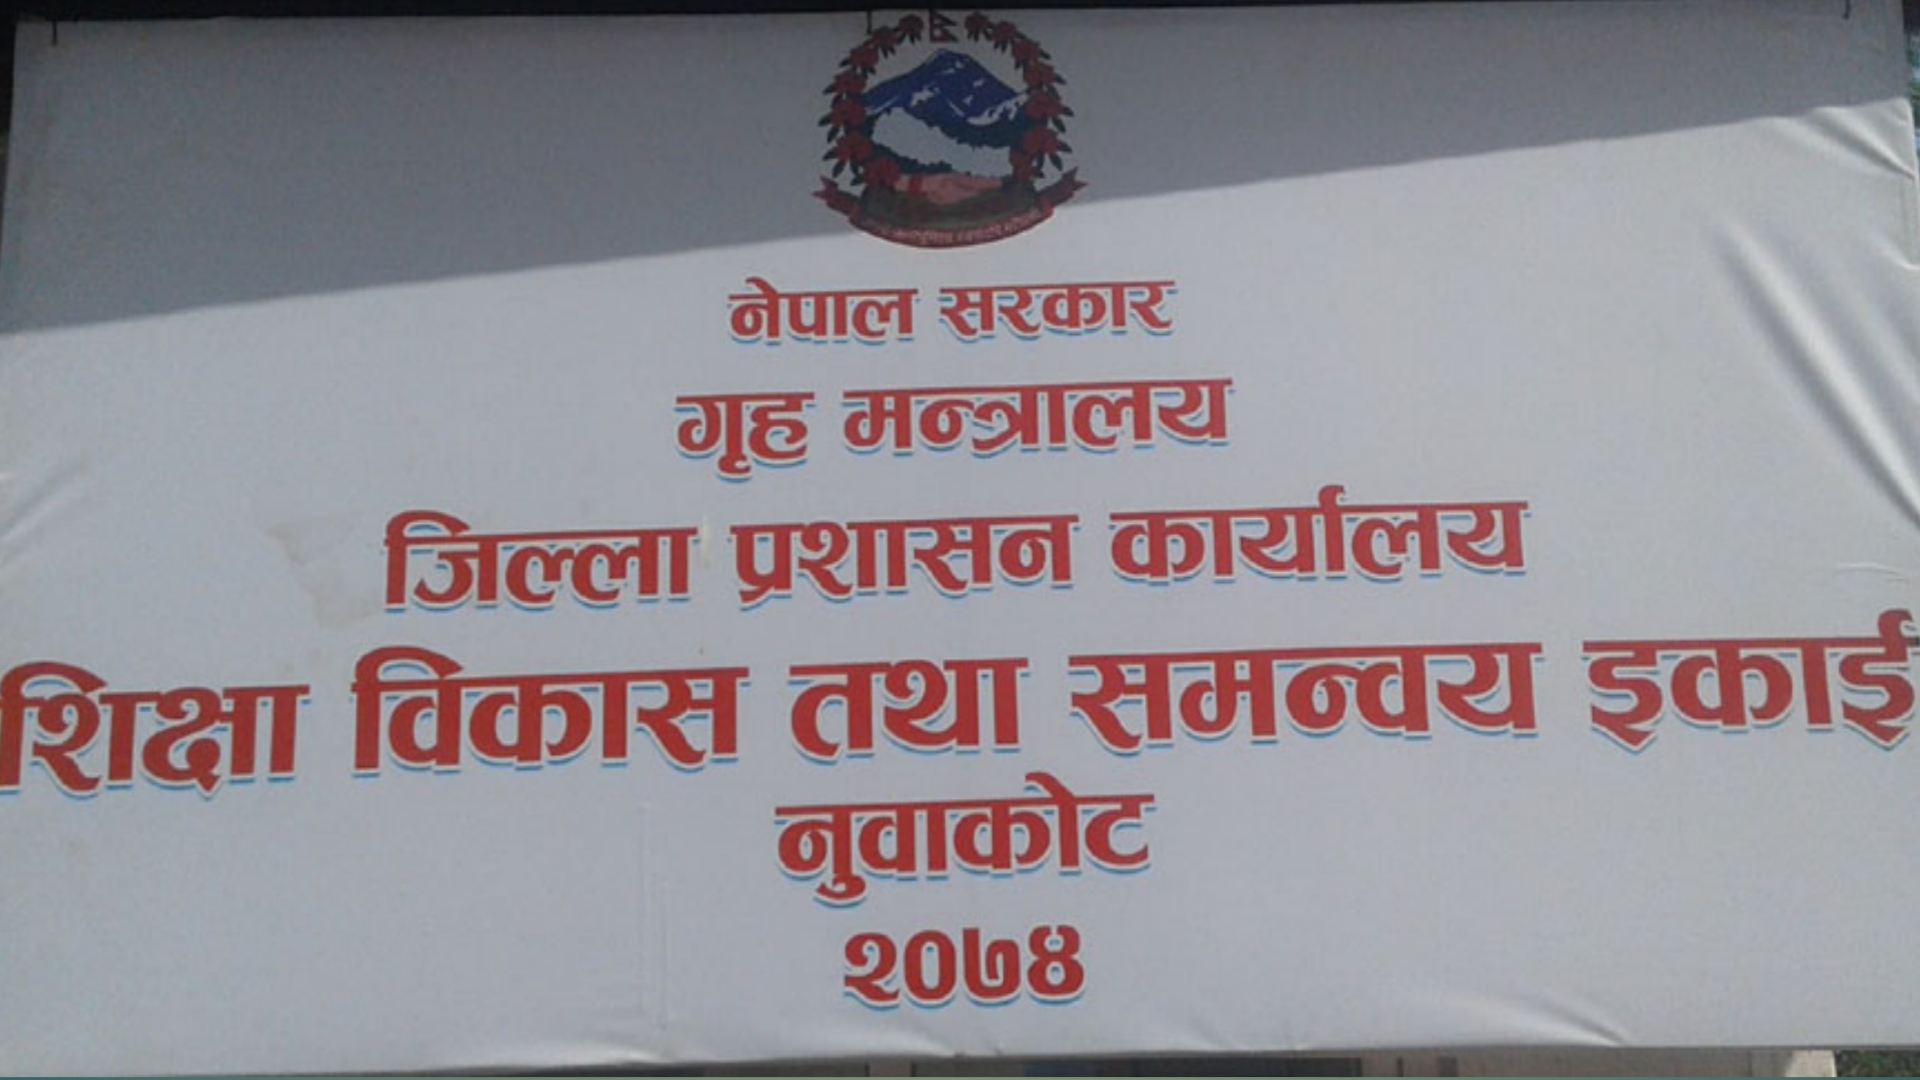 नेपाल सरकार
गृह मन्त्रालय
जिल्ला प्रशासन कार्यालय
शिक्षा विकास तथा समन्वय इकाई
नुवाकोट
२०७४